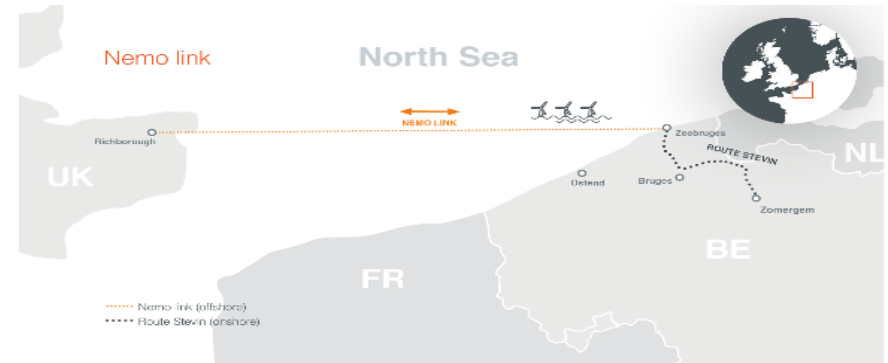 Nemo link
North Sea
NEMO LINK
Richborough
Zeebruges
ROUTE STEVIN
NL
UK
Ostend
Bruges
Zomergem
BE
FR
Nemo link (offshore)
Route Stevin (onshore)